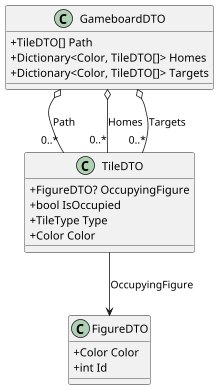 C GameboardDTO
+TileDTO[] Path
+Dictionary<Color, TileDTO[]> Homes
+Dictionary<Color, TileDTO[]> Targets
Path
Homes
Targets
0..*
0..*
0..*
C TileDTO
+FigureDTO? OccupyingFigure
+bool IsOccupied
+TileType Type
+Color Color
OccupyingFigure
C FigureDTO
+Color Color
+int Id